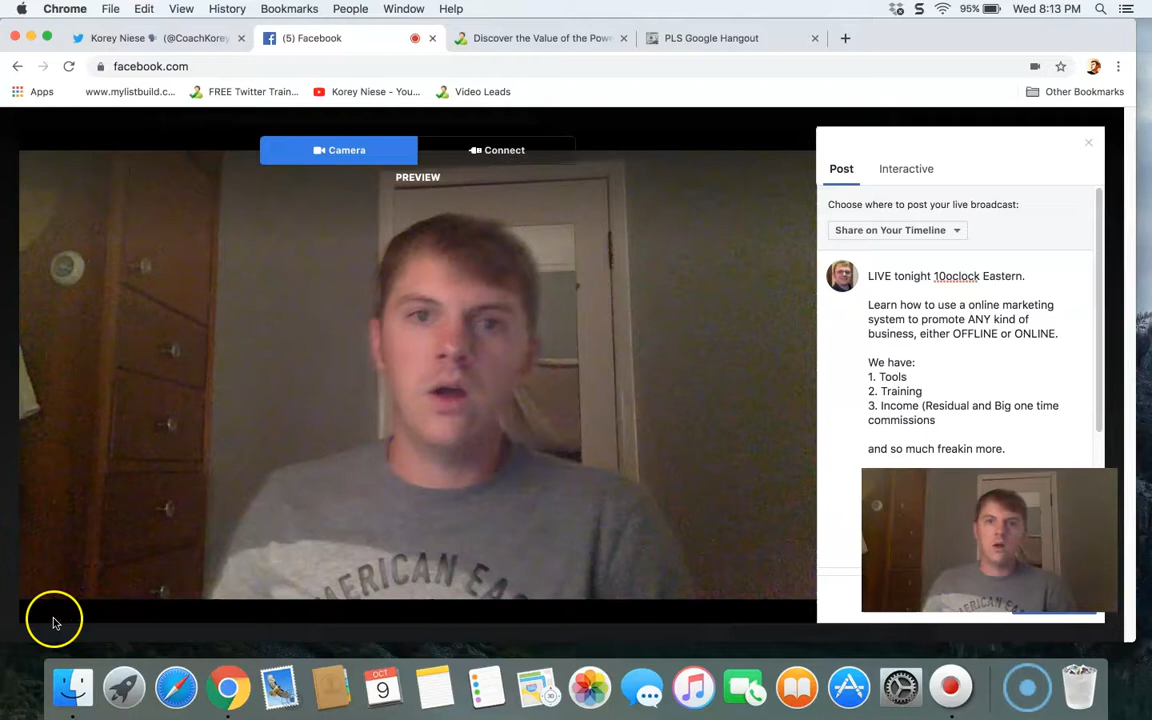 Chrome File Edit View History Bookmarks People Window Help 95% Wed 8:13 PM
Korey Niese (@CoachKorey
(5) Facebook
Discover the Value of the Powe
PLS Google Hangout
facebook.com
Apps www.mylistbuild.c... FREE Twitter Train... Korey Niese - You... Video Leads Other Bookmarks
Camera Connect
PREVIEW
Post Interactive
Choose where to post your live broadcast:
Share on Your Timeline
LIVE tonight 10oclock Eastern.
Learn how to use a online marketing
system to promote ANY kind of
business, either OFFLINE or ONLINE.
We have:
1. Tools
2. Training
3. Income (Residual and Big one time
commissions
and so much freakin more.
AMERICAN EA
OCT
9